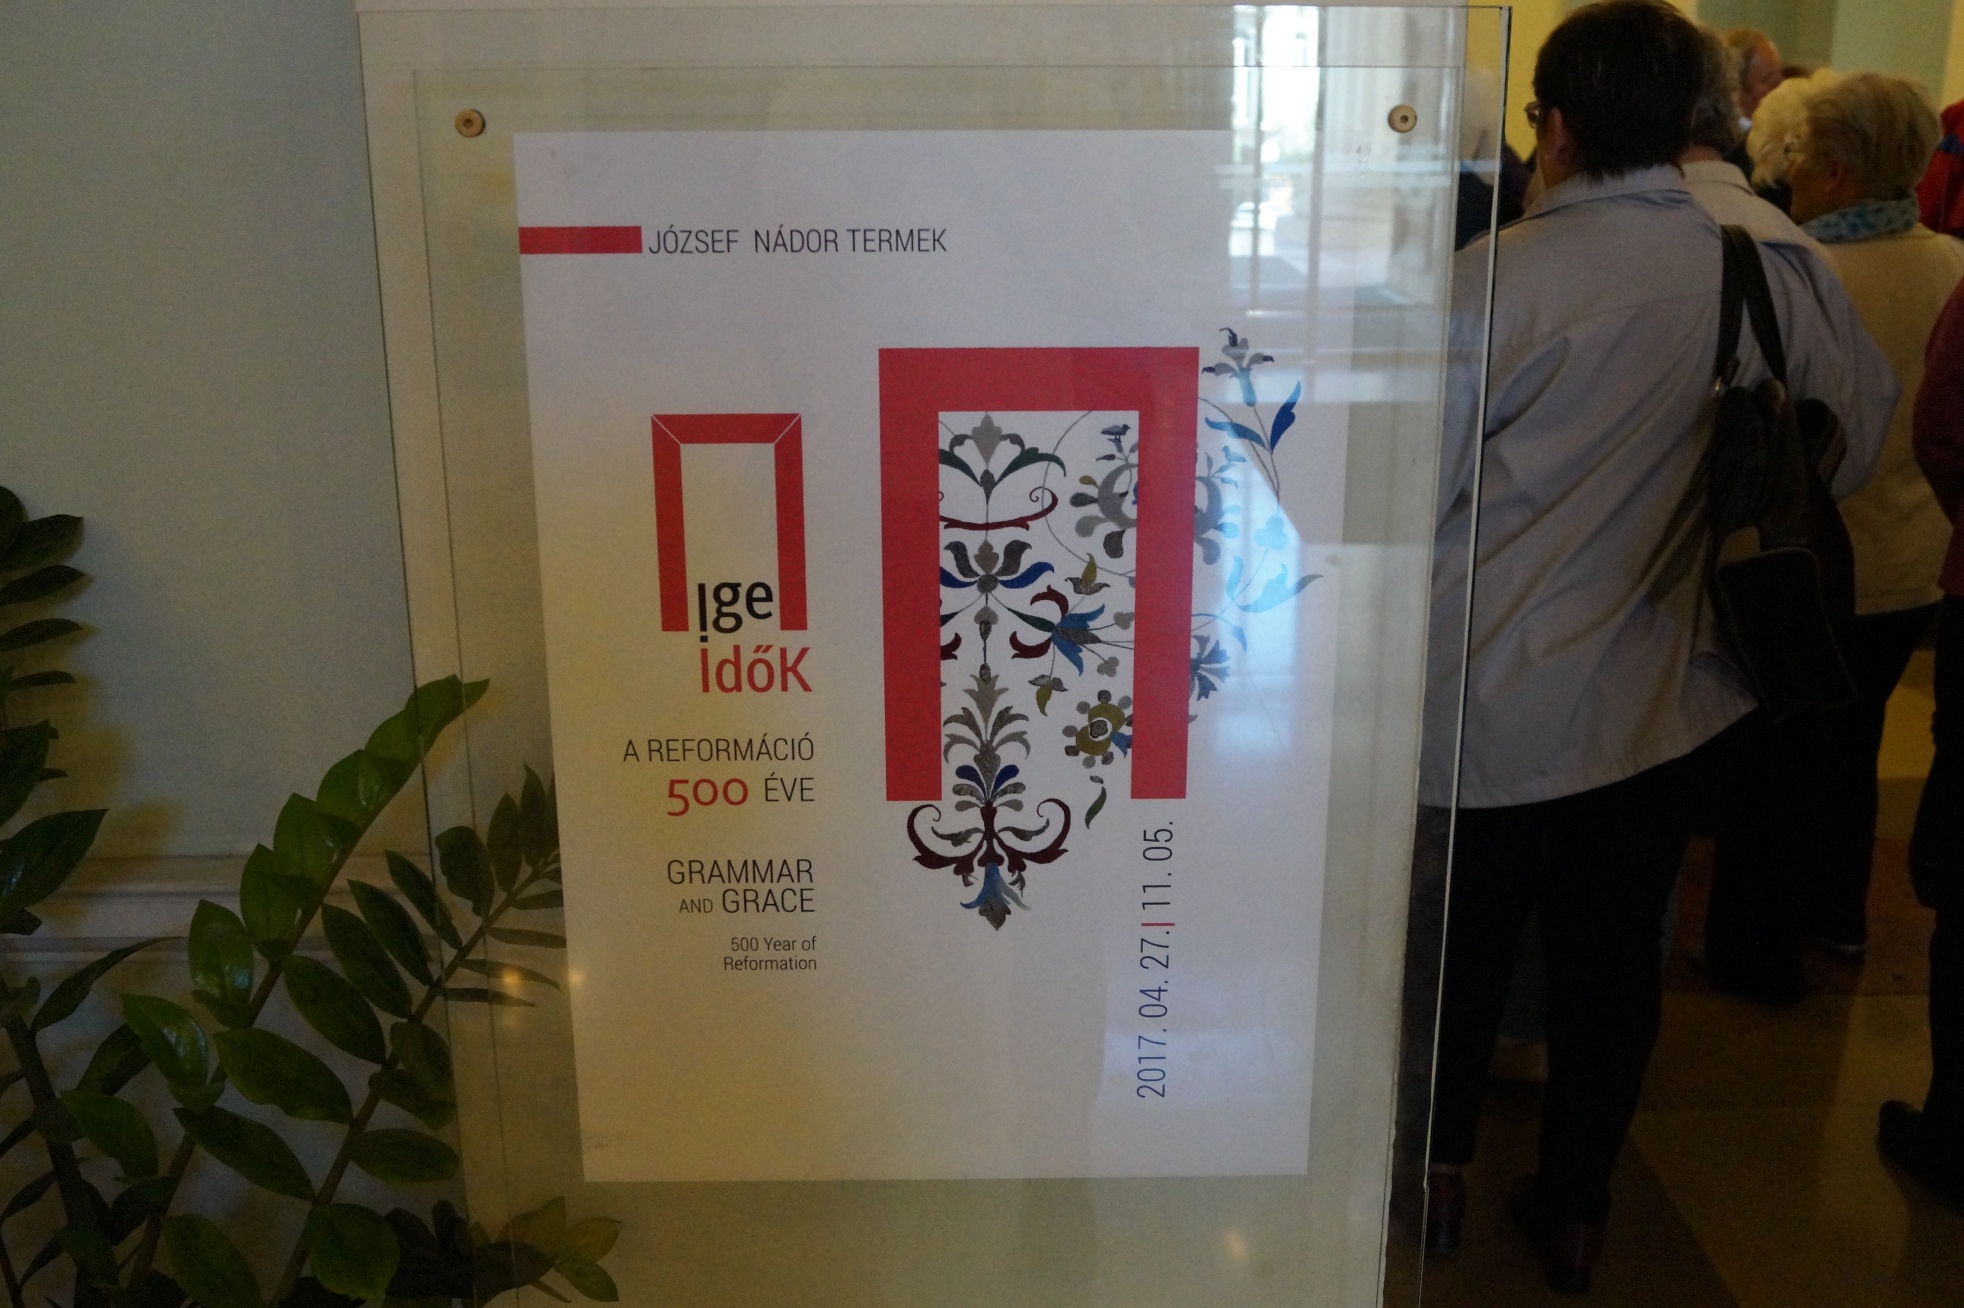 JÓZSEF NÁDOR TERMEK
Ige
idők
A REFORMÁCIÓ
500 ÉVE
GRAMMAR
AND GRACE
500 Year of
Reformation
2017. 04. 27. | 11. 05.